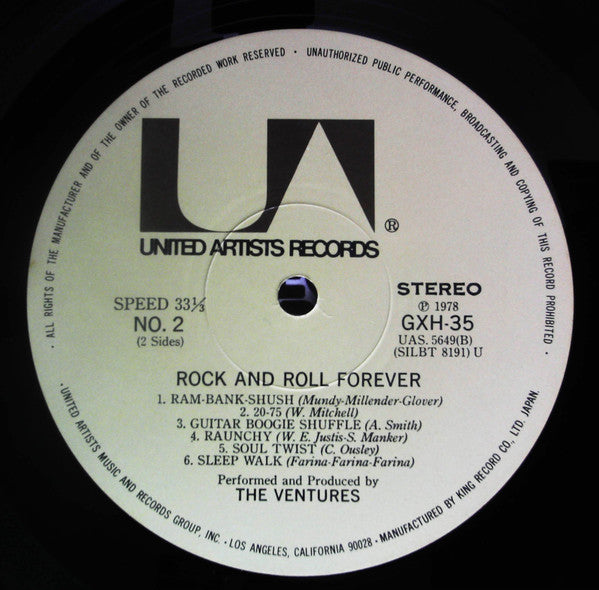 · ALL RIGHTS OF THE MANUFACTURER AND OF THE OWNER OF THE RECORDED WORK RESERVED · UNAUTHORIZED PUBLIC PERFORMANCE, BROADCASTING AND COPYING OF THIS RECORD PROHIBITED ·
UA
®
UNITED ARTISTS RECORDS
SPEED 33⅓
NO. 2
(2 Sides)
STEREO
℗ 1978
GXH-35
UAS. 5649(B)
(SILBT 8191) U
ROCK AND ROLL FOREVER
1. RAM-BANK-SHUSH (Mundy-Millender-Glover)
2. 20-75 (W. Mitchell)
3. GUITAR BOOGIE SHUFFLE (A. Smith)
4. RAUNCHY (W. E. Justis-S. Manker)
5. SOUL TWIST (C. Ousley)
6. SLEEP WALK (Farina-Farina-Farina)
Performed and Produced by
THE VENTURES
· UNITED ARTISTS MUSIC AND RECORDS GROUP, INC · LOS ANGELES, CALIFORNIA 90028 · MANUFACTURED BY KING RECORD CO., LTD. JAPAN.